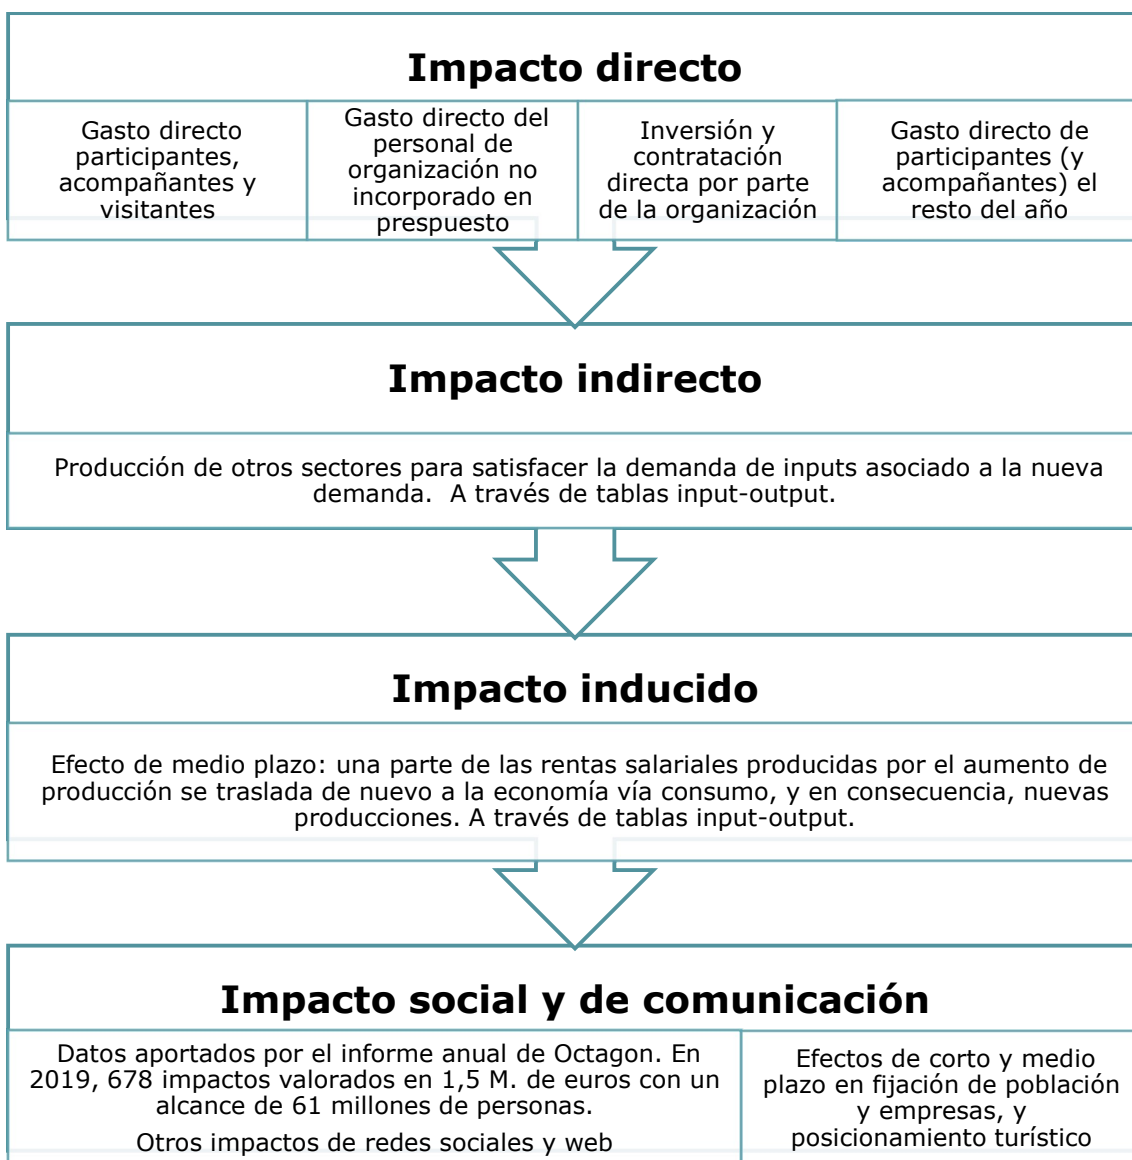 Impacto directo
Gasto directo
participantes,
acompañantes y
visitantes
Gasto directo del
personal de
organización no
incorporado en
prespuesto
Inversión y
contratación
directa por parte
de la organización
Gasto directo de
participantes (y
acompañantes) el
resto del año
Impacto indirecto
Producción de otros sectores para satisfacer la demanda de inputs asociado a la nueva
demanda.  A través de tablas input-output.
Impacto inducido
Efecto de medio plazo: una parte de las rentas salariales producidas por el aumento de
producción se traslada de nuevo a la economía vía consumo, y en consecuencia, nuevas
producciones. A través de tablas input-output.
Impacto social y de comunicación
Datos aportados por el informe anual de Octagon. En
2019, 678 impactos valorados en 1,5 M. de euros con un
alcance de 61 millones de personas.
Otros impactos de redes sociales y web
Efectos de corto y medio
plazo en fijación de población
y empresas, y
posicionamiento turístico